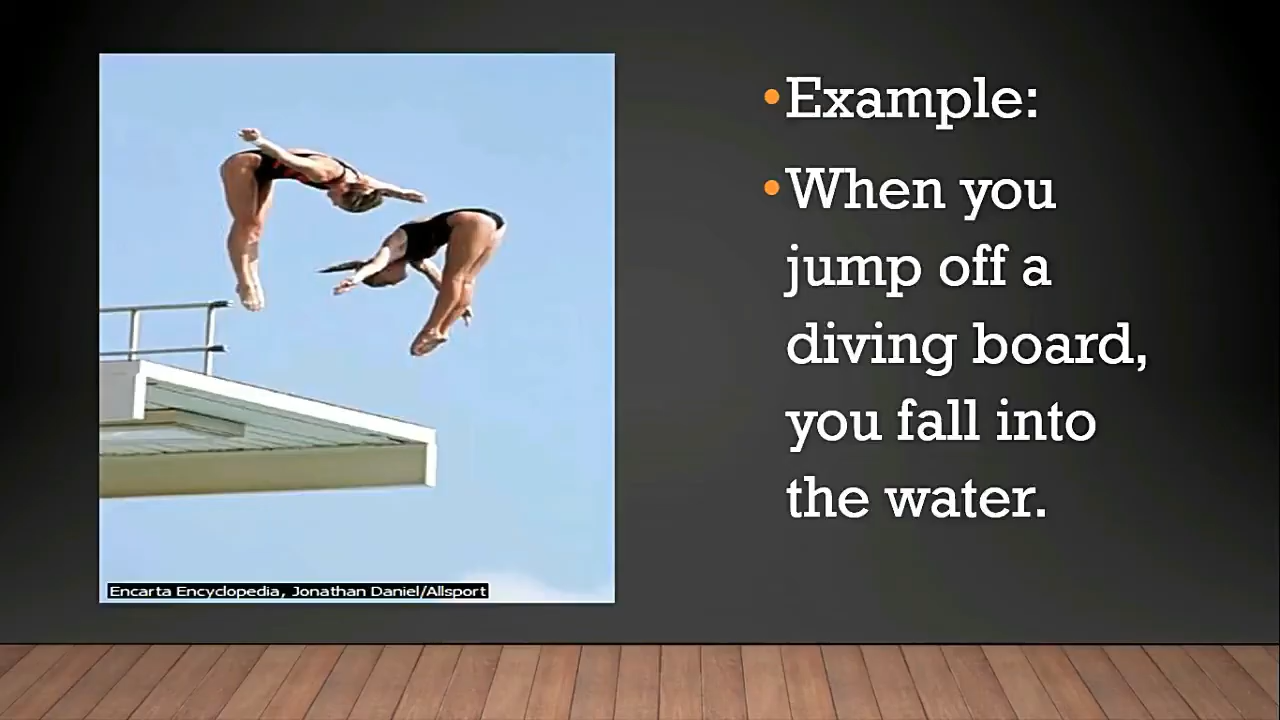 •Example:
•When you
jump off a
diving board,
you fall into
the water.
Encarta Encyclopedia, Jonathan Daniel/Allsport